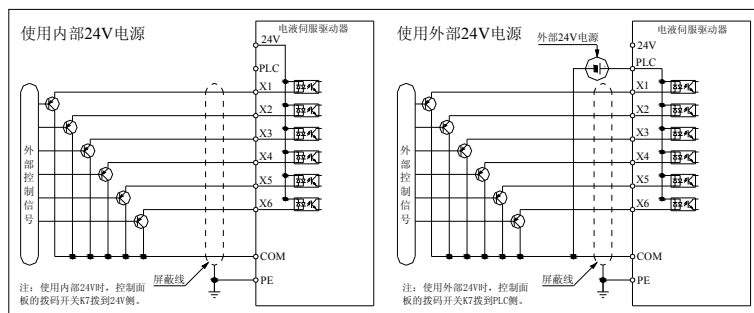 使用内部24V电源
电液伺服驱动器
24V
PLC
X1
X2
X3
X4
X5
X6
COM
PE
外部控制信号
屏蔽线
注：使用内部24V时，控制面
板的拨码开关K7拨到24V侧。
使用外部24V电源
外部24V电源
电液伺服驱动器
24V
PLC
X1
X2
X3
X4
X5
X6
COM
PE
外部控制信号
屏蔽线
注：使用外部24V时，控制面
板的拨码开关K7拨到PLC侧。